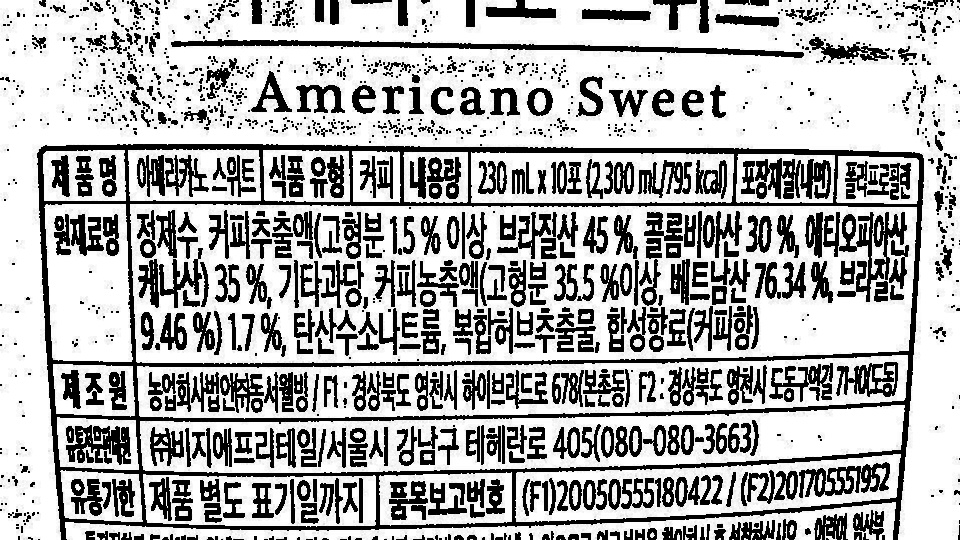 Americano Sweet
제품명 아메리카노 스위트 식품유형 커피 내용량 230 mL x 10포 (2,300 mL/795 kcal) 포장재질(내면) 폴리프로필렌
원재료명 정제수, 커피추출액(고형분 1.5 % 이상, 브라질산 45 %, 콜롬비아산 30 %, 에티오피아산,
케냐산) 35 %, 기타과당, 커피농축액(고형분 35.5 %이상, 베트남산 76.34 %, 브라질산
9.46 %) 1.7 %, 탄산수소나트륨, 복합허브추출물, 합성향료(커피향)
제조원 농업회사법인(주)동서웰빙 / F1 : 경상북도 영천시 하이브리드로 678(본촌동) F2 : 경상북도 영천시 도동구역길 71-10(도동)
유통전문판매원 (주)비지에프리테일/서울시 강남구 테헤란로 405(080-080-3663)
유통기한 제품 별도 표기일까지 품목보고번호 (F1)20050555180422 / (F2)201705551952